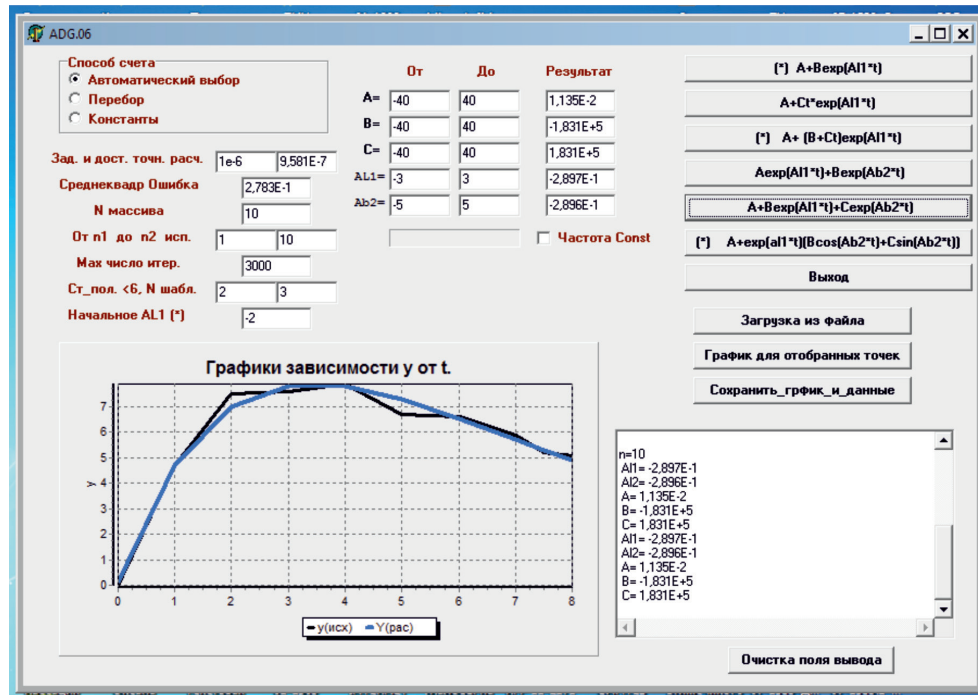 ADG.06
Способ счета
Автоматический выбор
Перебор
Константы
От До Результат
A= -40 40 1,135E-2
B= -40 40 -1,831E+5
C= -40 40 1,831E+5
AL1= -3 3 -2,897E-1
Ab2= -5 5 -2,896E-1
Частота Const
Зад. и дост. точн. расч. 1e-6 9,581E-7
Среднеквадр Ошибка 2,783E-1
N массива 10
От n1 до n2 исп. 1 10
Мах число итер. 3000
Ст_пол. <6, N шабл. 2 3
Начальное AL1 (*) -2
(*) A+Bexp(Al1*t)
A+Ct*exp(Al1*t)
(*) A+ (B+Ct)exp(Al1*t)
Aexp(Al1*t)+Bexp(Ab2*t)
A+Bexp(Al1*t)+Cexp(Ab2*t)
(*) A+exp(al1*t)(Bcos(Ab2*t)+Csin(Ab2*t))
Выход
Загрузка из файла
График для отобранных точек
Сохранить_грфик_и_данные
Графики зависимости y от t.
y
7
6
5
4
3
2
1
0
0 1 2 3 4 5 6 7 8
y(исх) Y(рас)
n=10
Al1= -2,897E-1
Al2= -2,896E-1
A= 1,135E-2
B= -1,831E+5
C= 1,831E+5
Al1= -2,897E-1
Al2= -2,896E-1
A= 1,135E-2
B= -1,831E+5
C= 1,831E+5
Очистка поля вывода